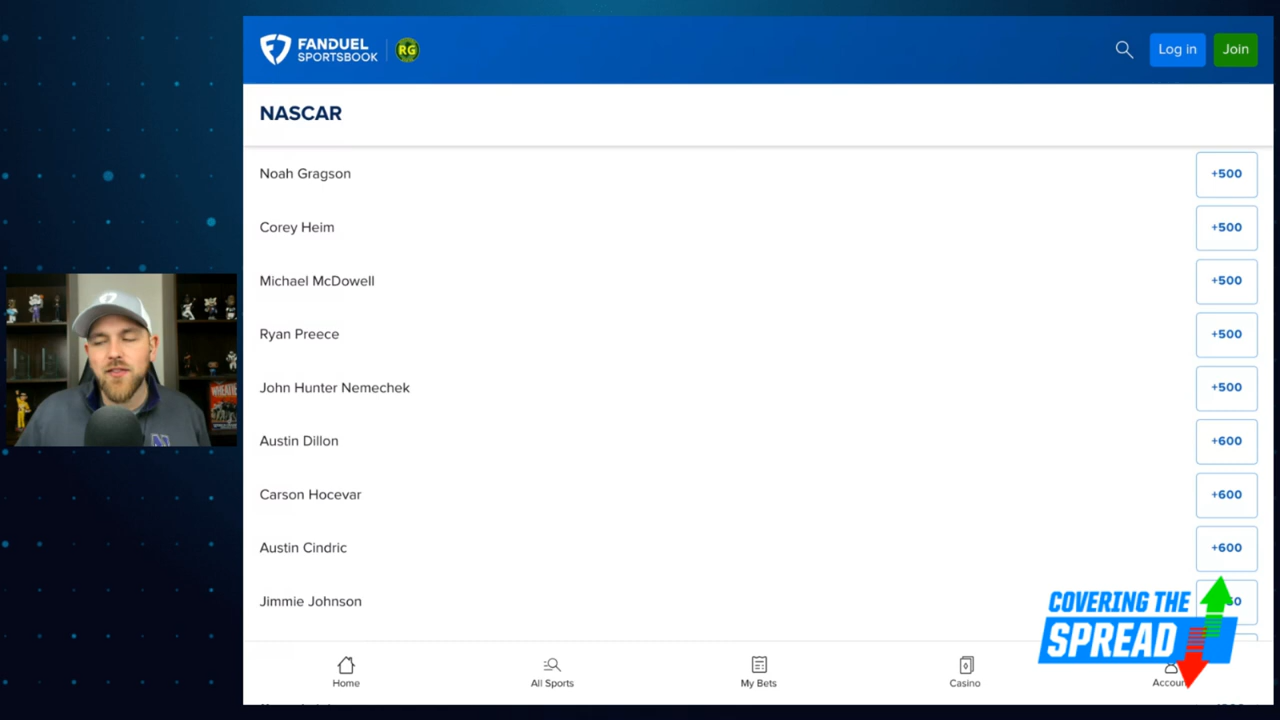 FANDUEL
SPORTSBOOK
RG
Log in
Join
NASCAR
Noah Gragson
+500
Corey Heim
+500
Michael McDowell
+500
Ryan Preece
+500
John Hunter Nemechek
+500
Austin Dillon
+600
Carson Hocevar
+600
Austin Cindric
+600
Jimmie Johnson
COVERING THE
SPREAD
Home
All Sports
My Bets
Casino
WHEATIES